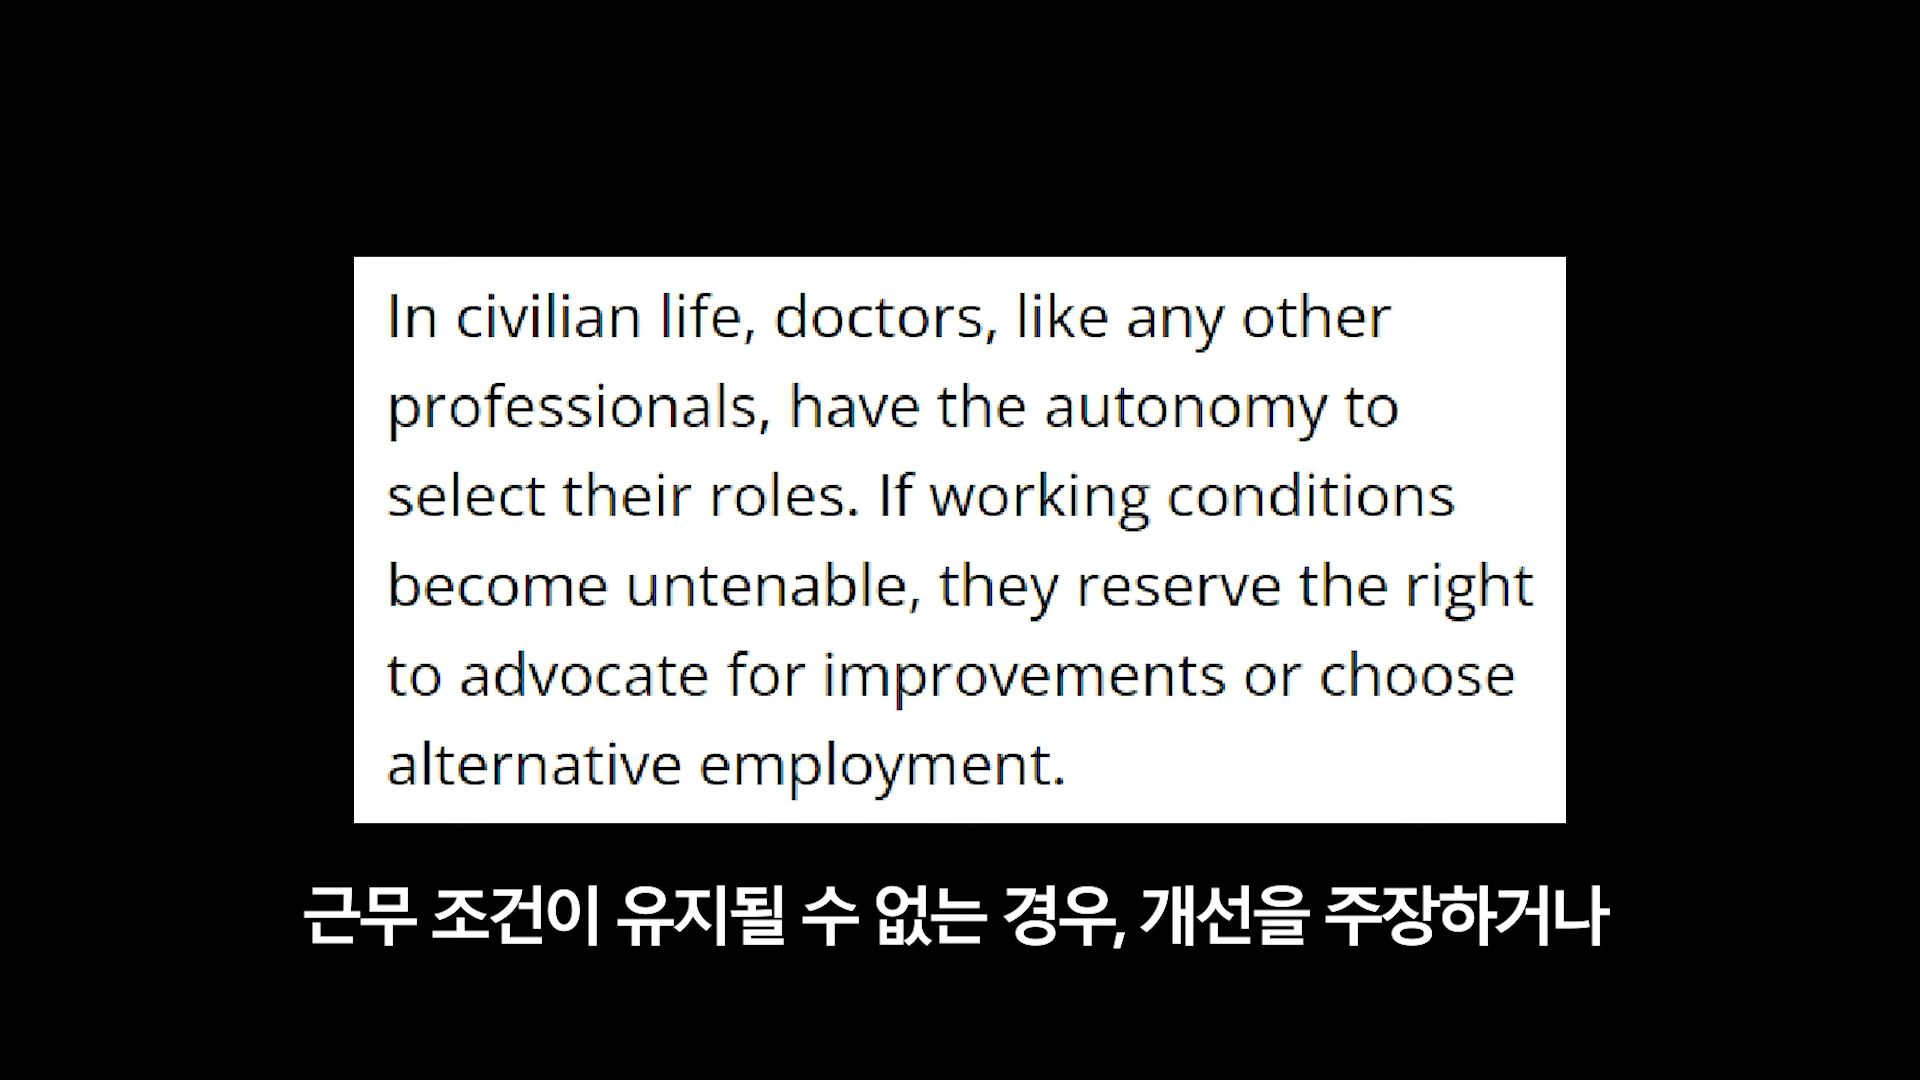 In civilian life, doctors, like any other
professionals, have the autonomy to
select their roles. If working conditions
become untenable, they reserve the right
to advocate for improvements or choose
alternative employment.
근무 조건이 유지될 수 없는 경우, 개선을 주장하거나